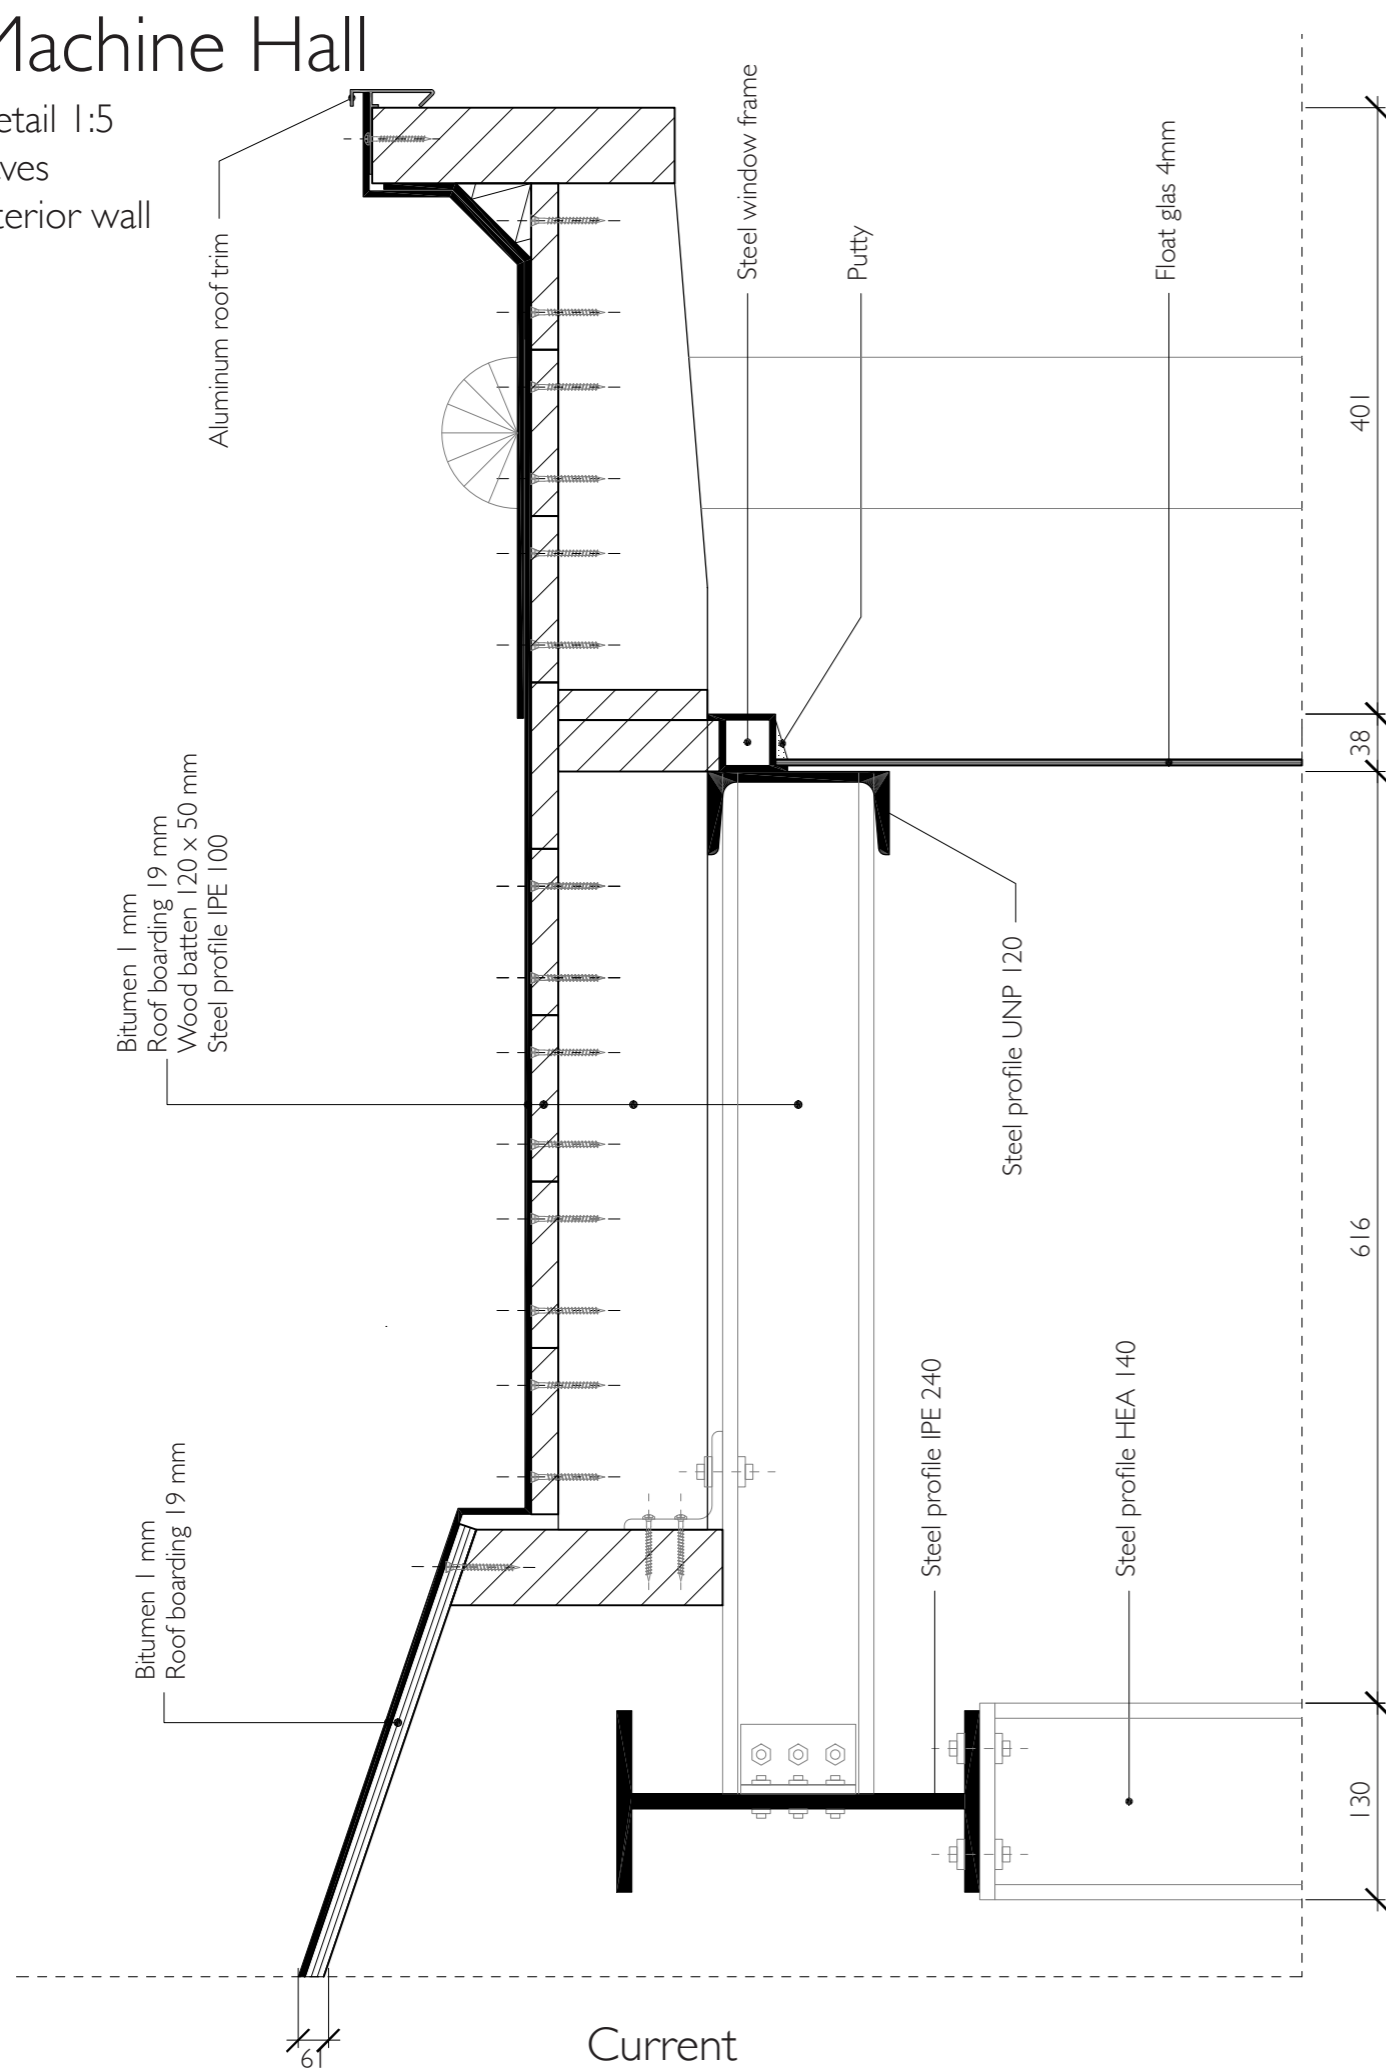 Machine Hall
etail 1:5
ves
terior wall
Aluminum roof trim
Steel window frame
Putty
Float glas 4mm
Bitumen 1 mm
Roof boarding 19 mm
Wood batten 120 x 50 mm
Steel profile IPE 100
Steel profile UNP 120
Bitumen 1 mm
Roof boarding 19 mm
Steel profile IPE 240
Steel profile HEA 140
401
38
616
130
19
Current